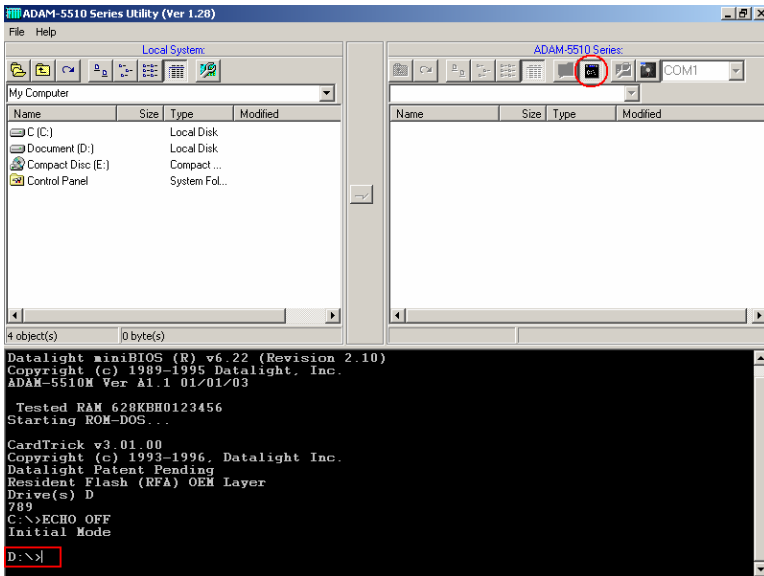 ADAM-5510 Series Utility (Ver 1.28)
File Help
Local System:
My Computer
Name Size Type Modified
C (C:) Local Disk
Document (D:) Local Disk
Compact Disc (E:) Compact ...
Control Panel System Fol...
4 object(s) 0 byte(s)
ADAM-5510 Series:
COM1
Name Size Type Modified
Datalight miniBIOS (R) v6.22 (Revision 2.10)
Copyright (c) 1989-1995 Datalight, Inc.
ADAM-5510M Ver A1.1 01/01/03
Tested RAM 628KBH0123456
Starting ROM-DOS...
CardTrick v3.01.00
Copyright (c) 1993-1996, Datalight Inc.
Datalight Patent Pending
Resident Flash (RFA) OEM Layer
Drive(s) D
789
C:\>ECHO OFF
Initial Mode
D:\>